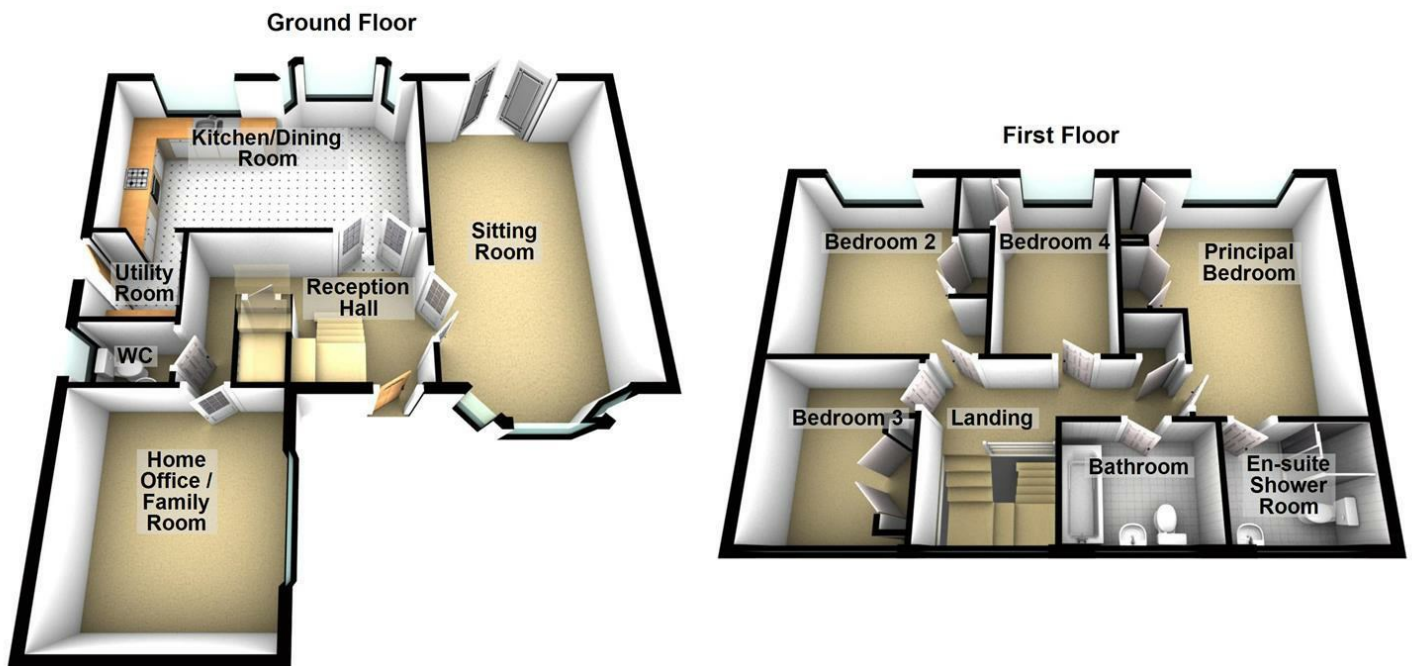 Ground Floor
Kitchen/Dining
Room
Sitting
Room
Utility
Room
Reception
Hall
WC
Home
Office /
Family
Room
First Floor
Bedroom 2
Bedroom 4
Principal
Bedroom
Bedroom 3
Landing
Bathroom
En-suite
Shower
Room